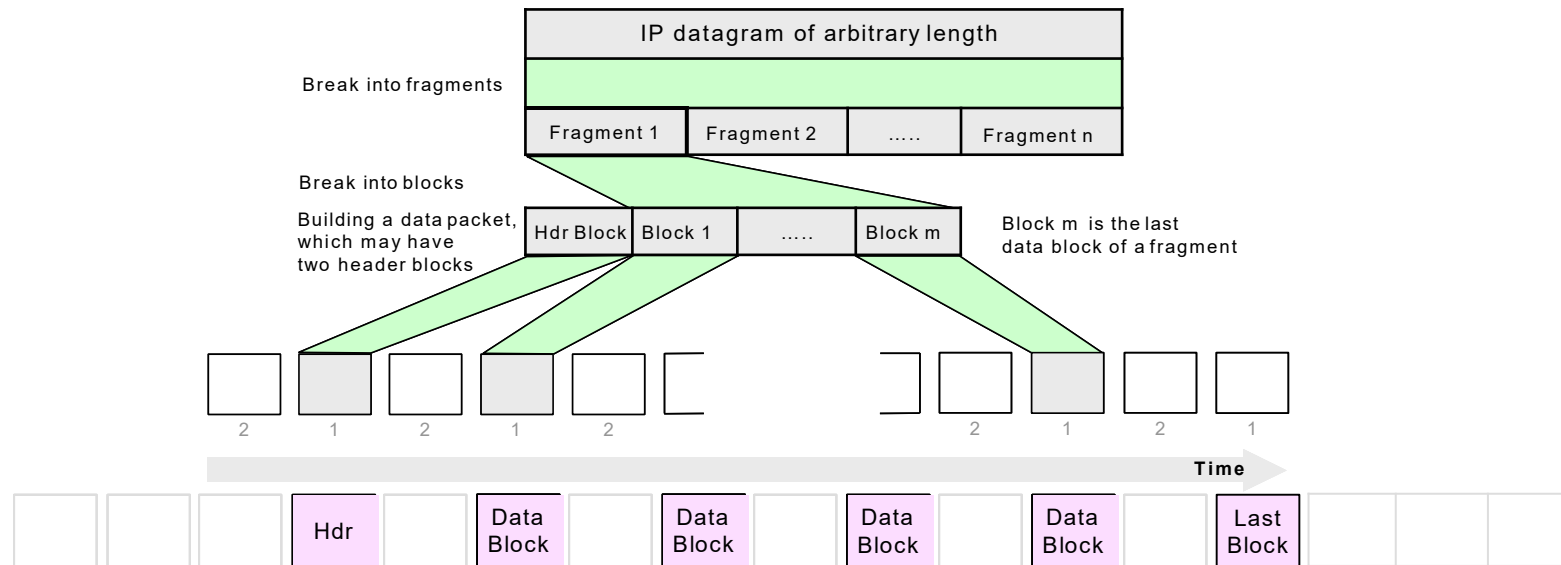 IP datagram of arbitrary length
Break into fragments
Fragment 1
Fragment 2
…..
Fragment n
Break into blocks
Building a data packet,
which may have
two header blocks
Hdr Block
Block 1
…..
Block m
Block m is the last
data block of a fragment
2
1
2
1
2
2
1
2
1
Time
Hdr
Data
Block
Data
Block
Data
Block
Data
Block
Last
Block